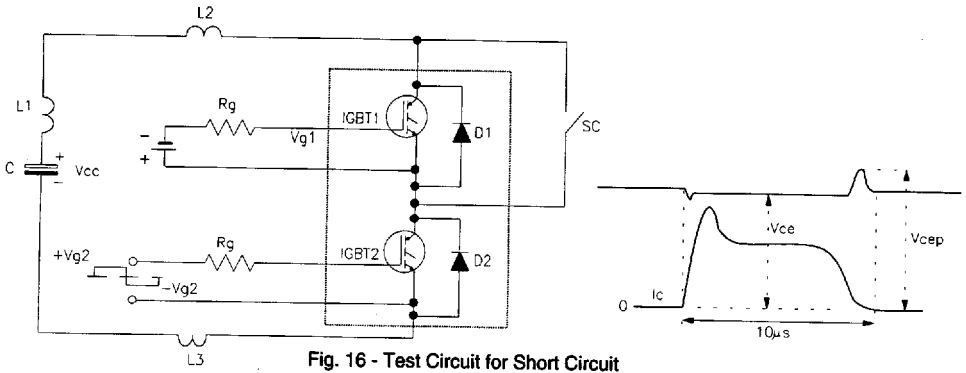 L2
L1
Rg
IGBT1
D1
SC
-
Vg1
+
+
C
Vcc
-
Vce
Vcep
Rg
IGBT2
D2
+Vg2
-Vg2
0
Ic
10µs
L3
Fig. 16 - Test Circuit for Short Circuit